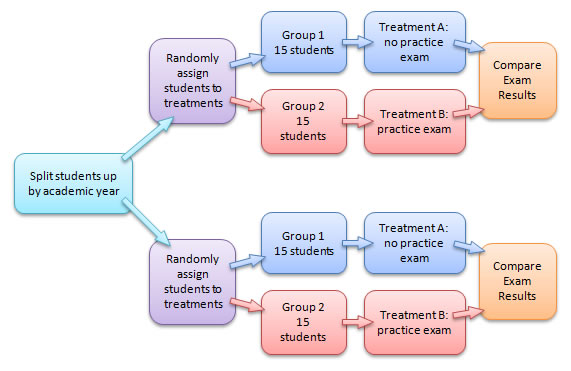 Split students up
by academic year
Randomly
assign
students to
treatments
Group 1
15 students
Treatment A:
no practice
exam
Group 2
15
students
Treatment B:
practice exam
Compare
Exam
Results
Randomly
assign
students to
treatments
Group 1
15 students
Treatment A:
no practice
exam
Group 2
15
students
Treatment B:
practice exam
Compare
Exam
Results